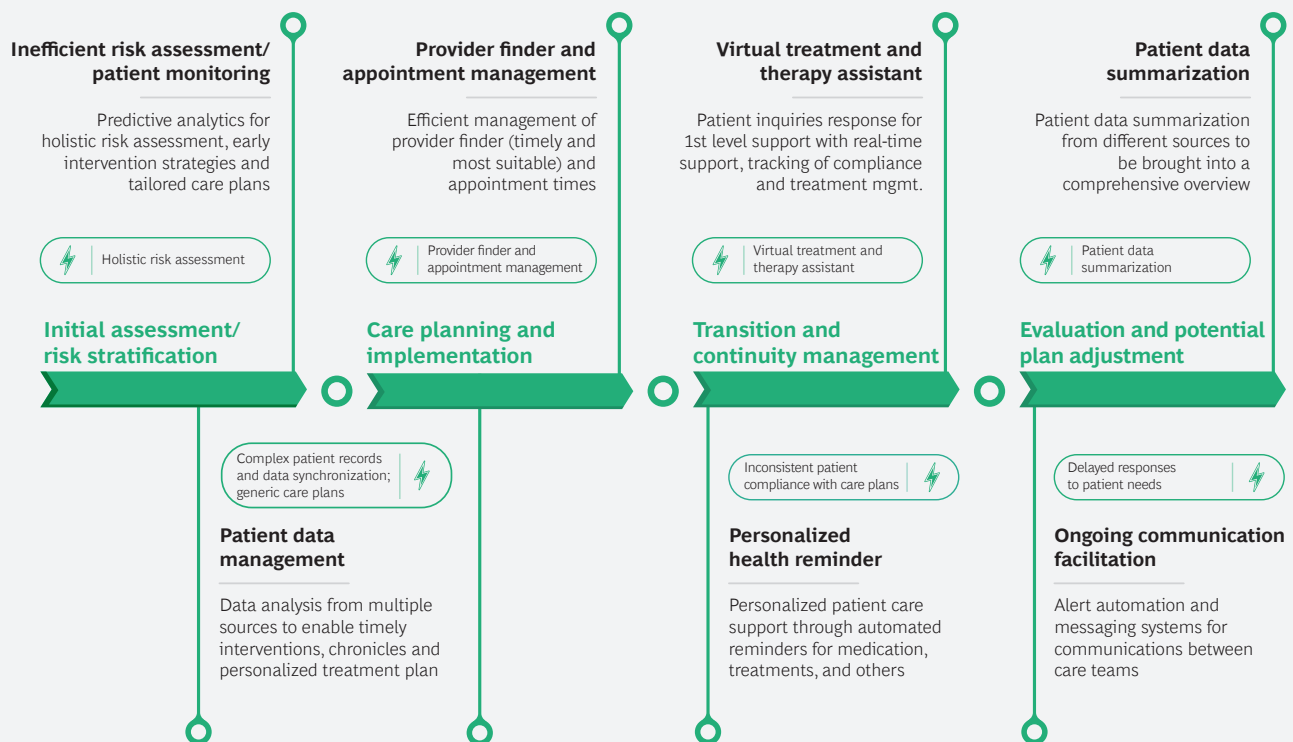 Inefficient risk assessment/
patient monitoring
Predictive analytics for
holistic risk assessment, early
intervention strategies and
tailored care plans
Holistic risk assessment
Provider finder and
appointment management
Efficient management of
provider finder (timely and
most suitable) and
appointment times
Provider finder and
appointment management
Virtual treatment and
therapy assistant
Patient inquiries response for
1st level support with real-time
support, tracking of compliance
and treatment mgmt.
Virtual treatment and
therapy assistant
Patient data
summarization
Patient data summarization
from different sources to
be brought into a
comprehensive overview
Patient data
summarization
Initial assessment/
risk stratification
Care planning and
implementation
Transition and
continuity management
Evaluation and potential
plan adjustment
Complex patient records
and data synchronization;
generic care plans
Patient data
management
Data analysis from multiple
sources to enable timely
interventions, chronicles and
personalized treatment plan
Inconsistent patient
compliance with care plans
Personalized
health reminder
Personalized patient care
support through automated
reminders for medication,
treatments, and others
Delayed responses
to patient needs
Ongoing communication
facilitation
Alert automation and
messaging systems for
communications between
care teams